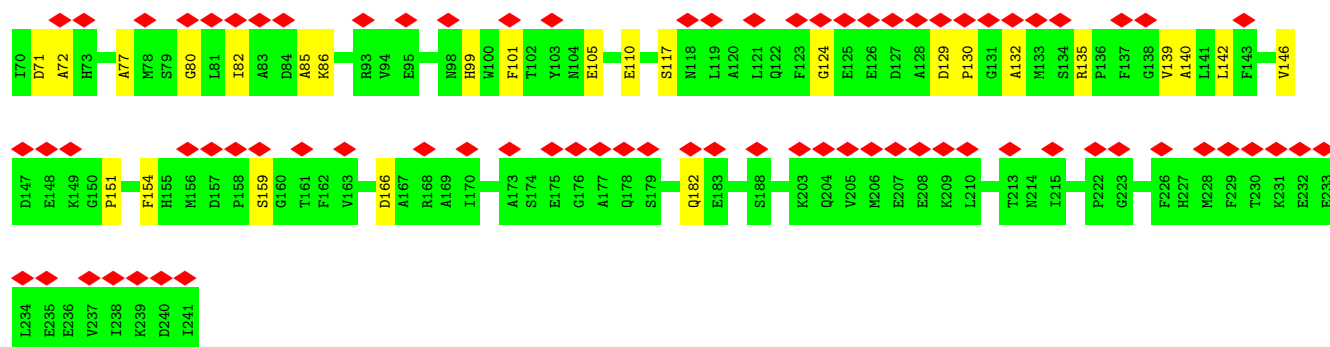 I70 D71 A72 H73 A77 M78 S79 G80 L81 I82 A83 D84 A85 K86 R93 V94 E95 N98 H99 W100 F101 T102 Y103 N104 E105 E110 S117 N118 L119 A120 L121 Q122 F123 G124 E125 E126 D127 A128 D129 P130 G131 A132 M133 S134 R135 P136 F137 G138 V139 A140 L141 L142 F143 V146
D147 E148 K149 G150 P151 F154 H155 M156 D157 P158 S159 G160 T161 F162 V163 D166 A167 R168 A169 I170 A173 S174 E175 G176 A177 Q178 S179 Q182 E183 S188 K203 Q204 V205 M206 E207 E208 K209 L210 T213 N214 I215 P222 G223 F226 H227 M228 F229 T230 K231 E232 E233
L234 E235 E236 V237 I238 K239 D240 I241